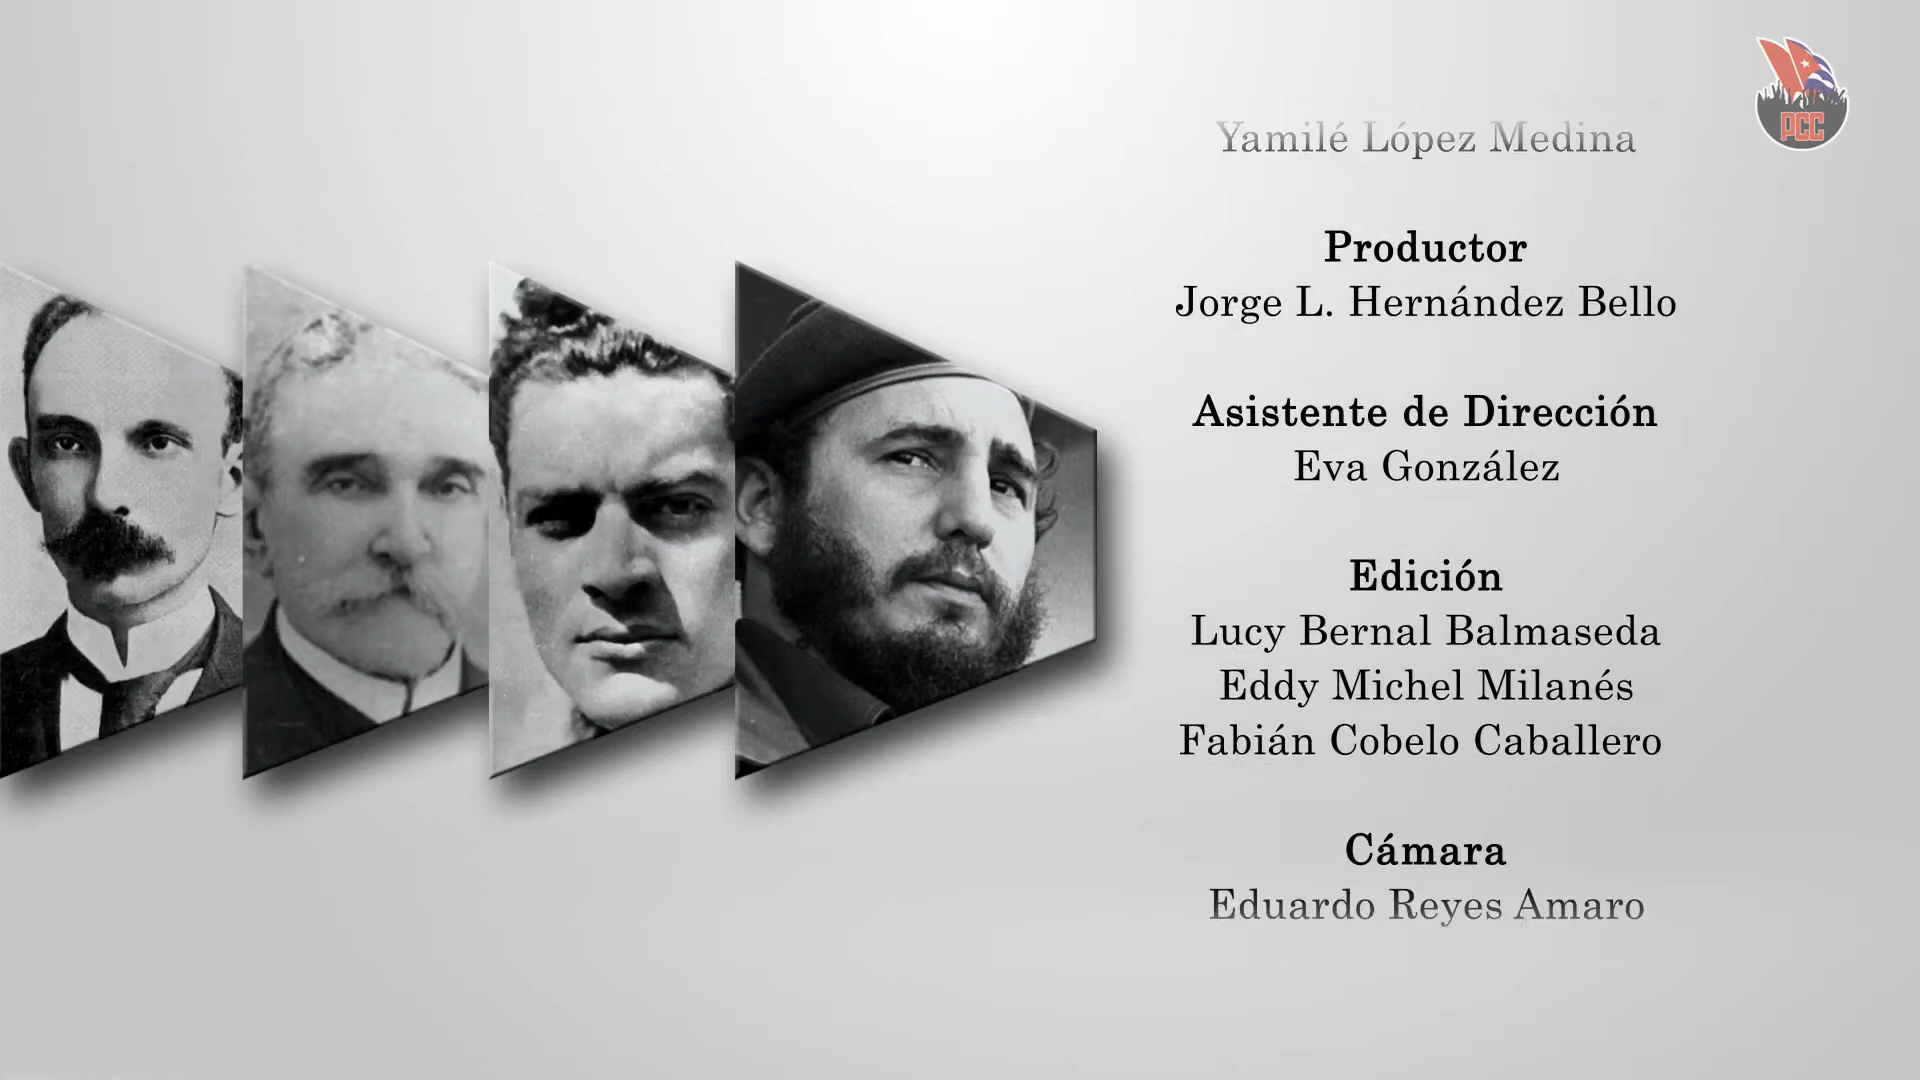 PCC
Yamilé López Medina
Productor
Jorge L. Hernández Bello
Asistente de Dirección
Eva González
Edición
Lucy Bernal Balmaseda
Eddy Michel Milanés
Fabián Cobelo Caballero
Cámara
Eduardo Reyes Amaro